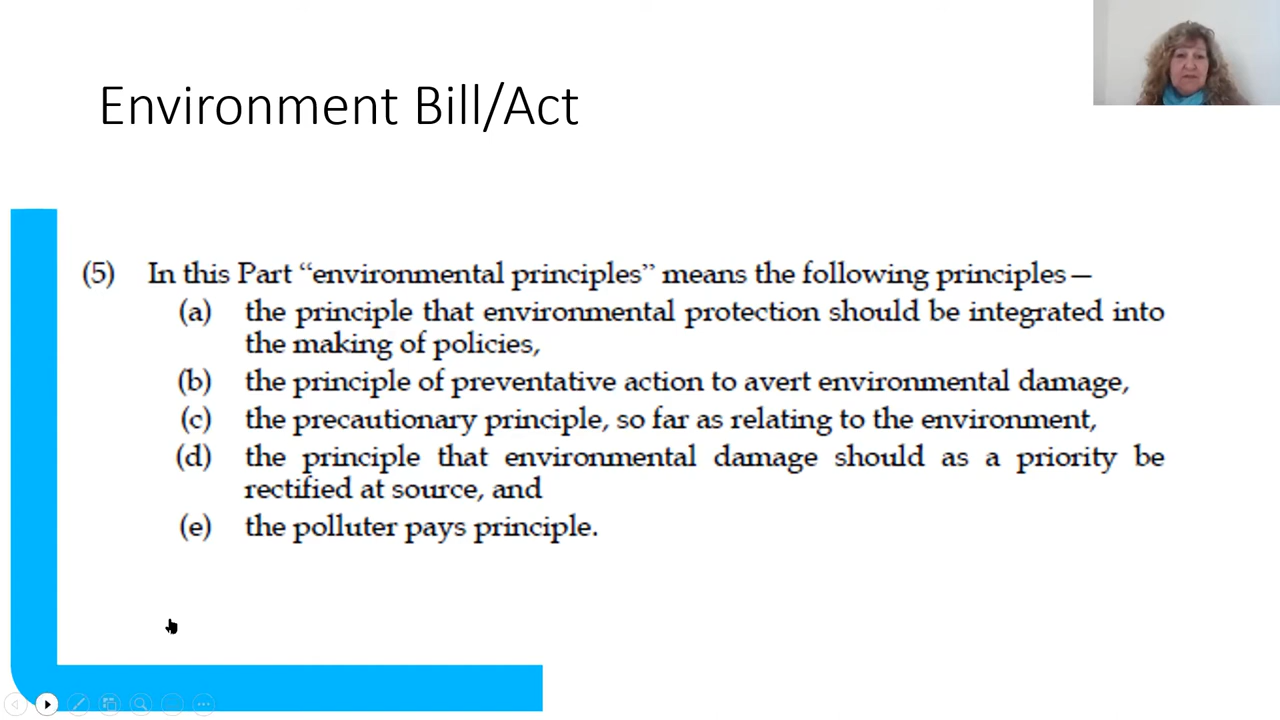 Environment Bill/Act
(5) In this Part “environmental principles” means the following principles—
(a) the principle that environmental protection should be integrated into
the making of policies,
(b) the principle of preventative action to avert environmental damage,
(c) the precautionary principle, so far as relating to the environment,
(d) the principle that environmental damage should as a priority be
rectified at source, and
(e) the polluter pays principle.